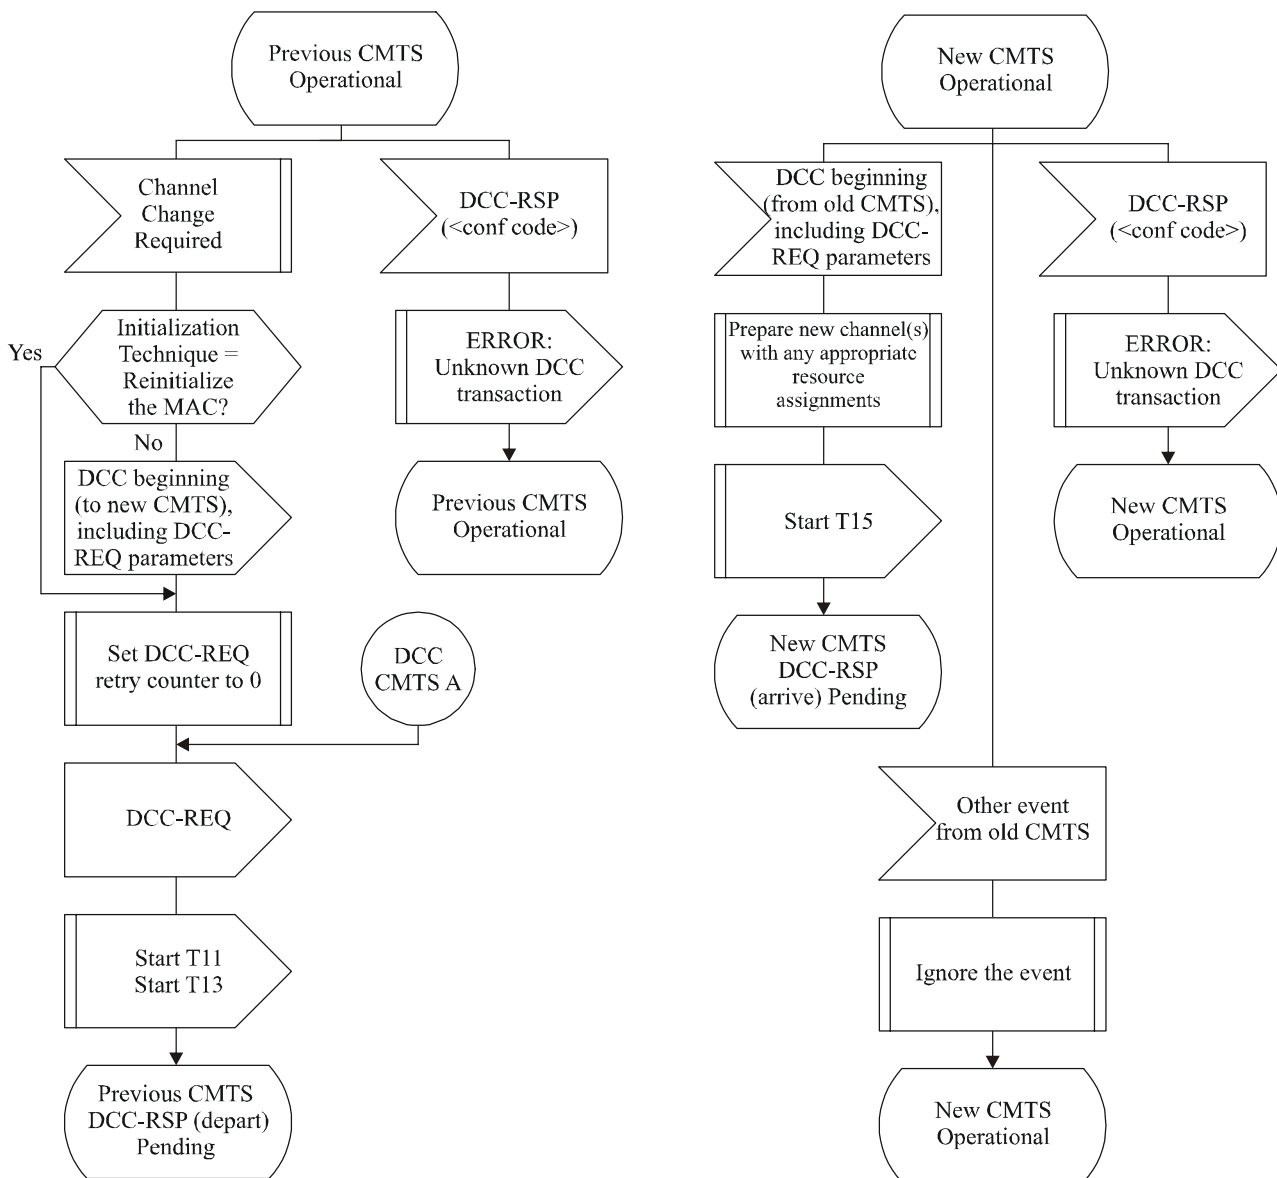 Previous CMTS
Operational
Channel
Change
Required
DCC-RSP
(<conf code>)
Yes
Initialization
Technique =
Reinitialize
the MAC?
ERROR:
Unknown DCC
transaction
No
DCC beginning
(to new CMTS),
including DCC-
REQ parameters
Previous CMTS
Operational
Set DCC-REQ
retry counter to 0
DCC
CMTS A
DCC-REQ
Start T11
Start T13
Previous CMTS
DCC-RSP (depart)
Pending
New CMTS
Operational
DCC beginning
(from old CMTS),
including DCC-
REQ parameters
DCC-RSP
(<conf code>)
Prepare new channel(s)
with any appropriate
resource
assignments
ERROR:
Unknown DCC
transaction
Start T15
New CMTS
Operational
New CMTS
DCC-RSP
(arrive) Pending
Other event
from old CMTS
Ignore the event
New CMTS
Operational